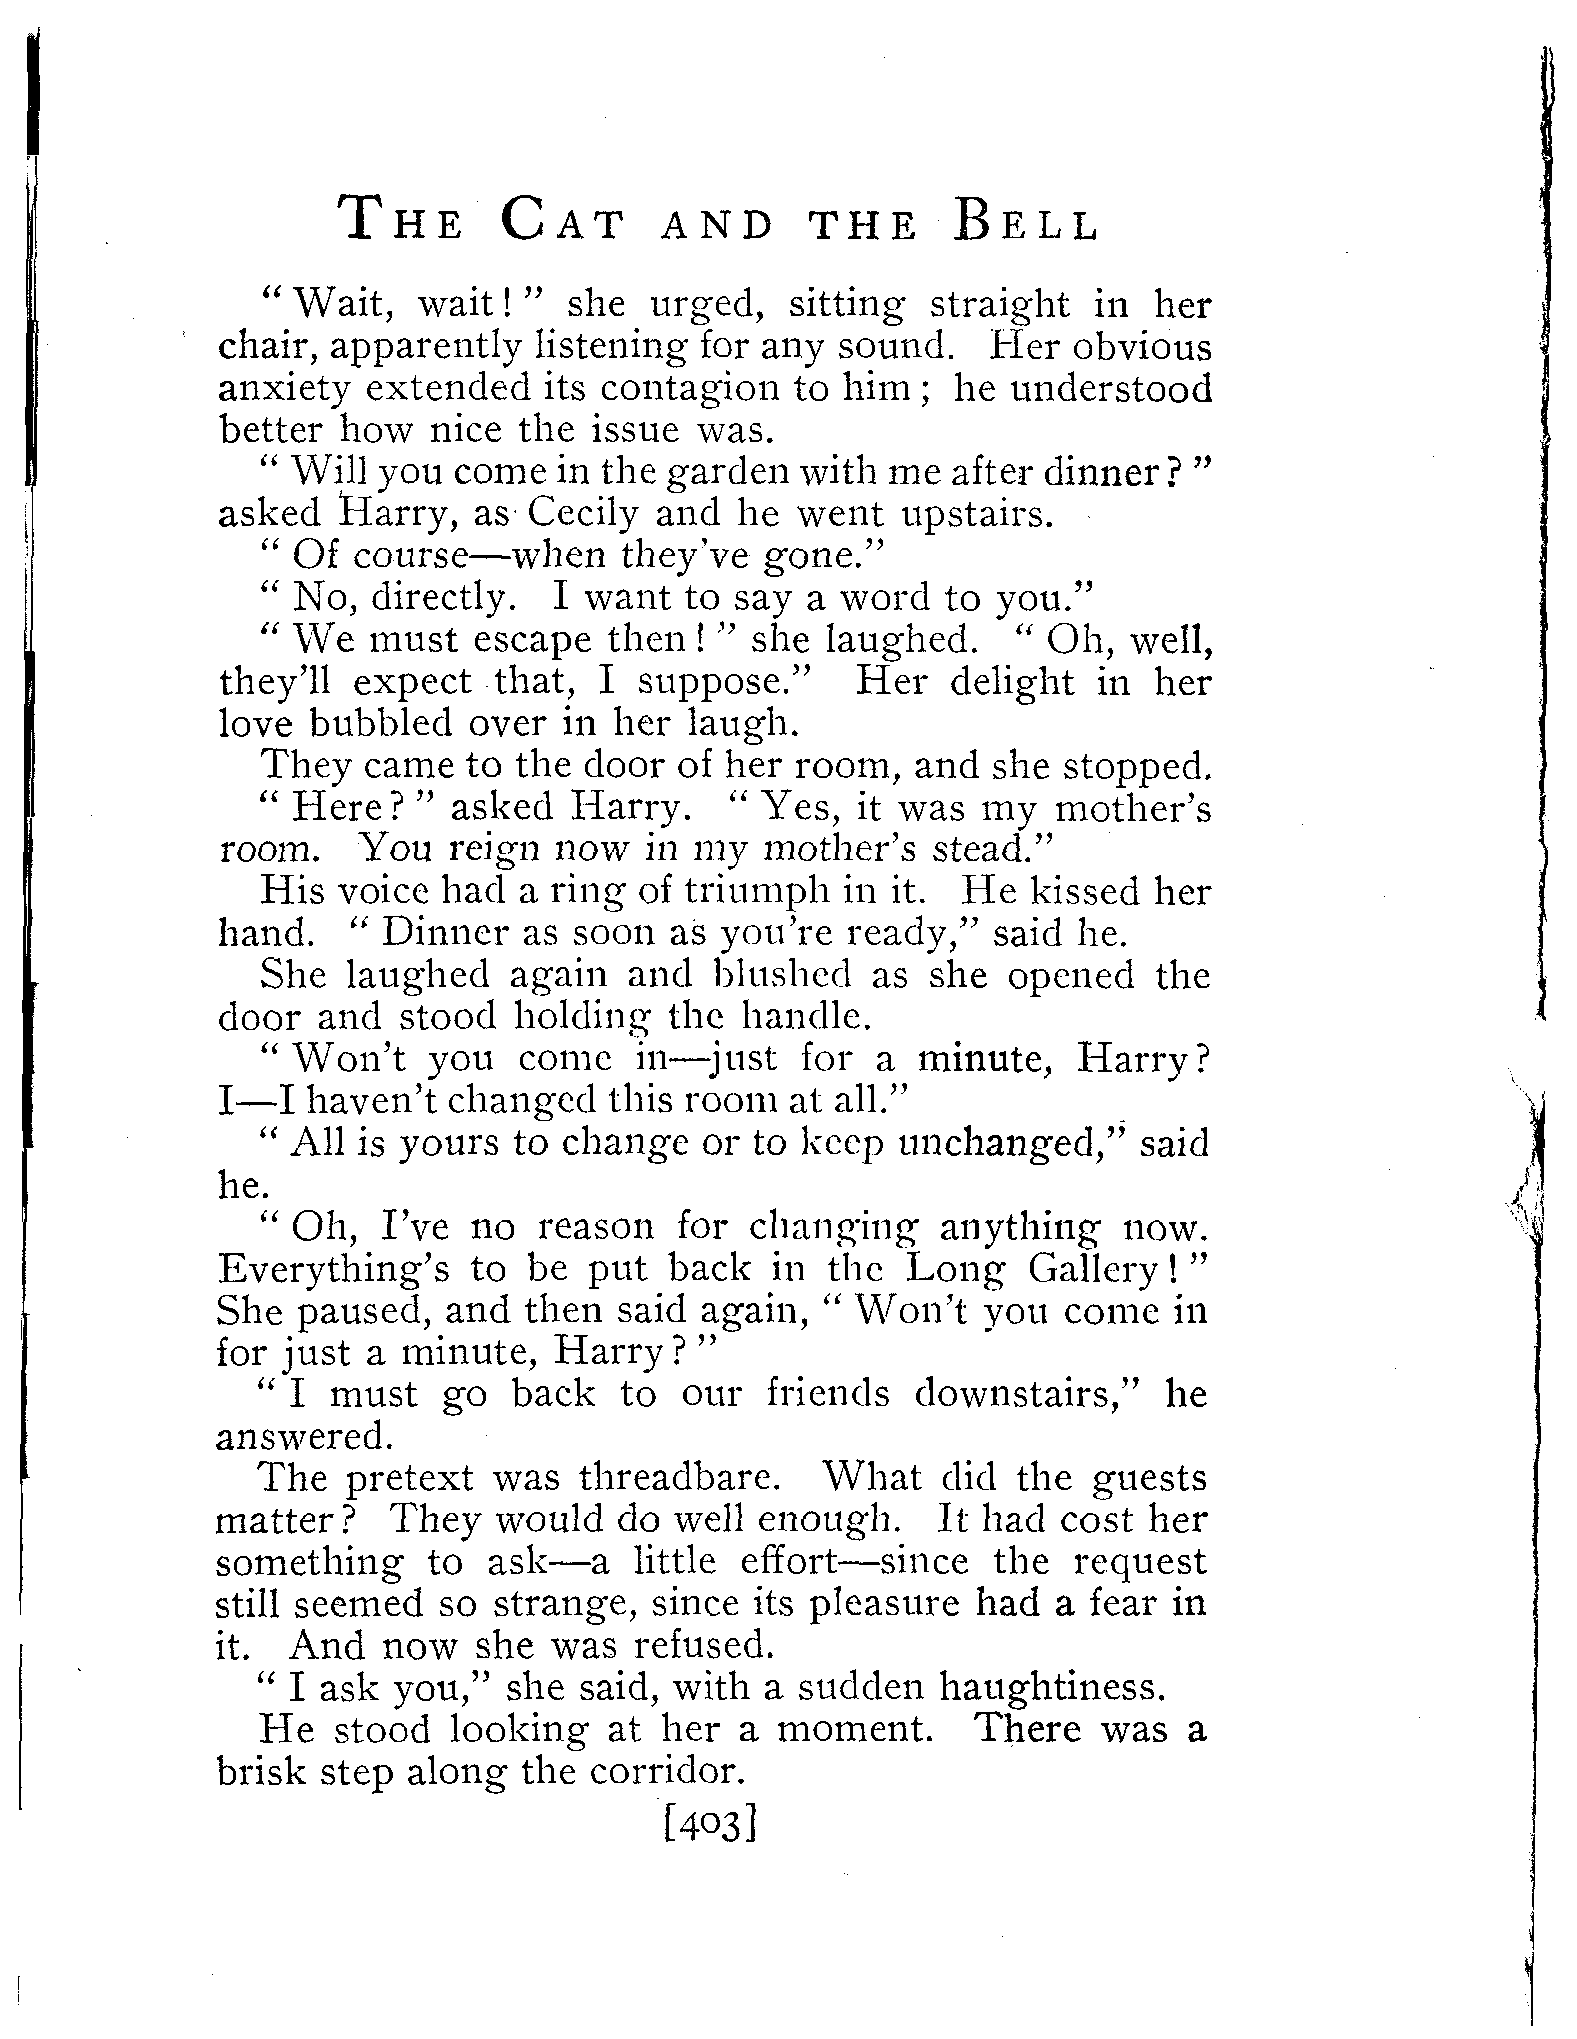 THE CAT AND THE BELL
“ Wait, wait! ” she urged, sitting straight in her
chair, apparently listening for any sound. Her obvious
anxiety extended its contagion to him ; he understood
better how nice the issue was.
“ Will you come in the garden with me after dinner? ”
asked Harry, as Cecily and he went upstairs.
“ Of course—when they've gone.”
“ No, directly. I want to say a word to you.”
“ We must escape then! ” she laughed. “ Oh, well,
they'll expect that, I suppose.” Her delight in her
love bubbled over in her laugh.
They came to the door of her room, and she stopped.
“ Here? ” asked Harry. “ Yes, it was my mother's
room. You reign now in my mother's stead.”
His voice had a ring of triumph in it. He kissed her
hand. “ Dinner as soon as you're ready,” said he.
She laughed again and blushed as she opened the
door and stood holding the handle.
“ Won't you come in—just for a minute, Harry?
I—I haven't changed this room at all.”
“ All is yours to change or to keep unchanged,” said
he.
“ Oh, I've no reason for changing anything now.
Everything's to be put back in the Long Gallery! ”
She paused, and then said again, “ Won't you come in
for just a minute, Harry? ”
“ I must go back to our friends downstairs,” he
answered.
The pretext was threadbare. What did the guests
matter? They would do well enough. It had cost her
something to ask—a little effort—since the request
still seemed so strange, since its pleasure had a fear in
it. And now she was refused.
“ I ask you,” she said, with a sudden haughtiness.
He stood looking at her a moment. There was a
brisk step along the corridor.
[403]